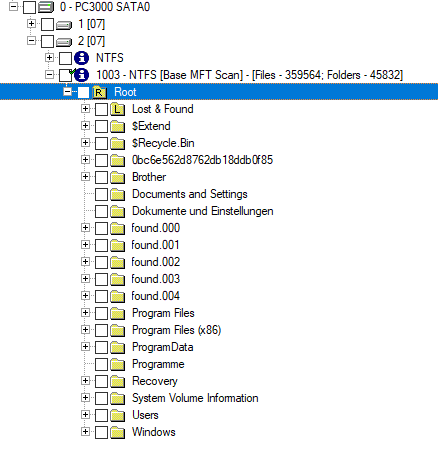 0 - PC3000 SATA0
1 [07]
2 [07]
NTFS
1003 - NTFS [Base MFT Scan] - [Files - 359564; Folders - 45832]
R Root
L Lost & Found
$Extend
$Recycle.Bin
0bc6e562d8762db18ddb0f85
Brother
Documents and Settings
Dokumente und Einstellungen
found.000
found.001
found.002
found.003
found.004
Program Files
Program Files (x86)
ProgramData
Programme
Recovery
System Volume Information
Users
Windows